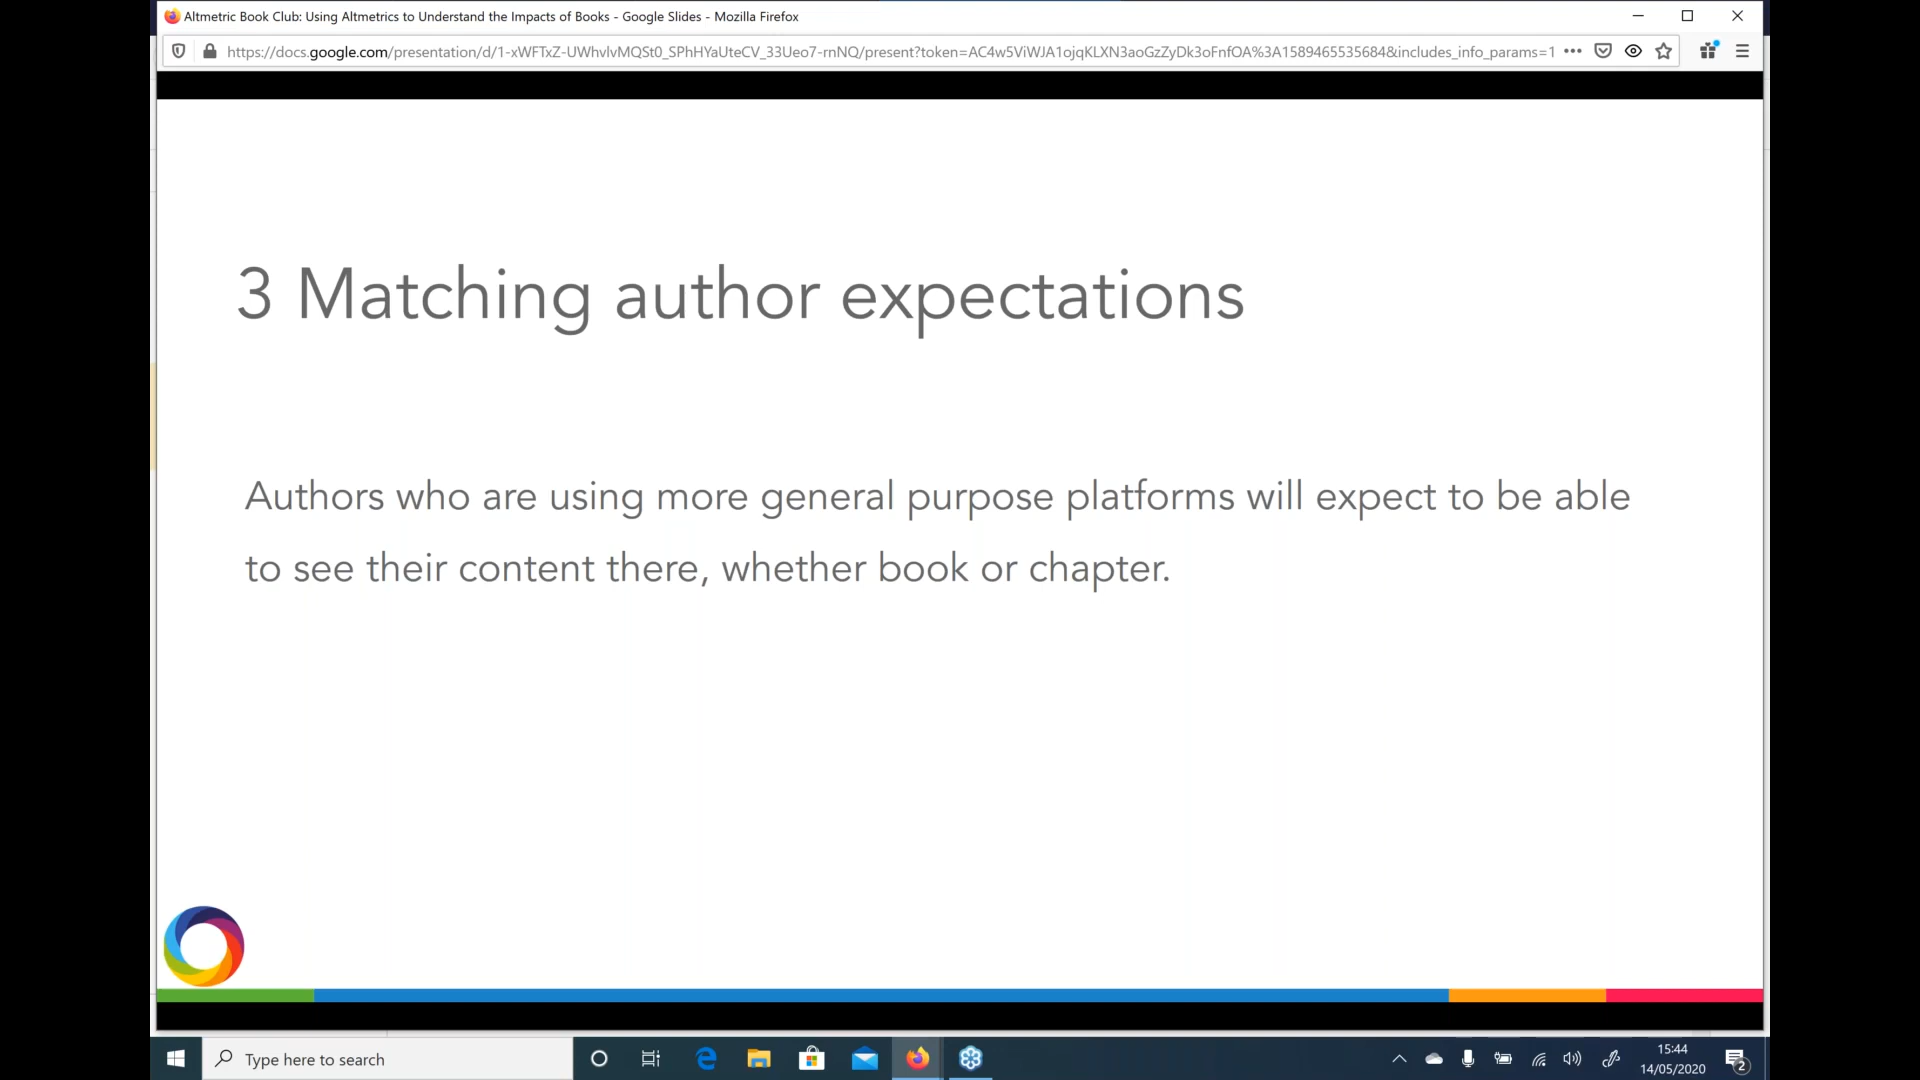 Altmetric Book Club: Using Altmetrics to Understand the Impacts of Books - Google Slides - Mozilla Firefox
https://docs.google.com/presentation/d/1-xWFTxZ-UWhvlvMQSt0_SPhHYaUteCV_33Ueo7-rnNQ/present?token=AC4w5ViWJA1ojqKLXN3aoGzZyDk3oFnfOA%3A1589465535684&includes_info_params=1
3 Matching author expectations
Authors who are using more general purpose platforms will expect to be able
to see their content there, whether book or chapter.
Type here to search
15:44
14/05/2020
2